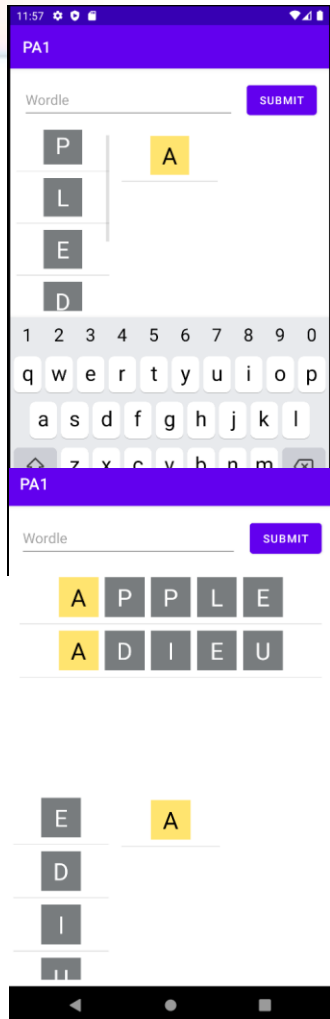 11:57
PA1
Wordle SUBMIT
P A
L
E
D
1 2 3 4 5 6 7 8 9 0
q w e r t y u i o p
a s d f g h j k l
z x c v b n m
PA1
Wordle SUBMIT
A P P L E
A D I E U
E A
D
I
U